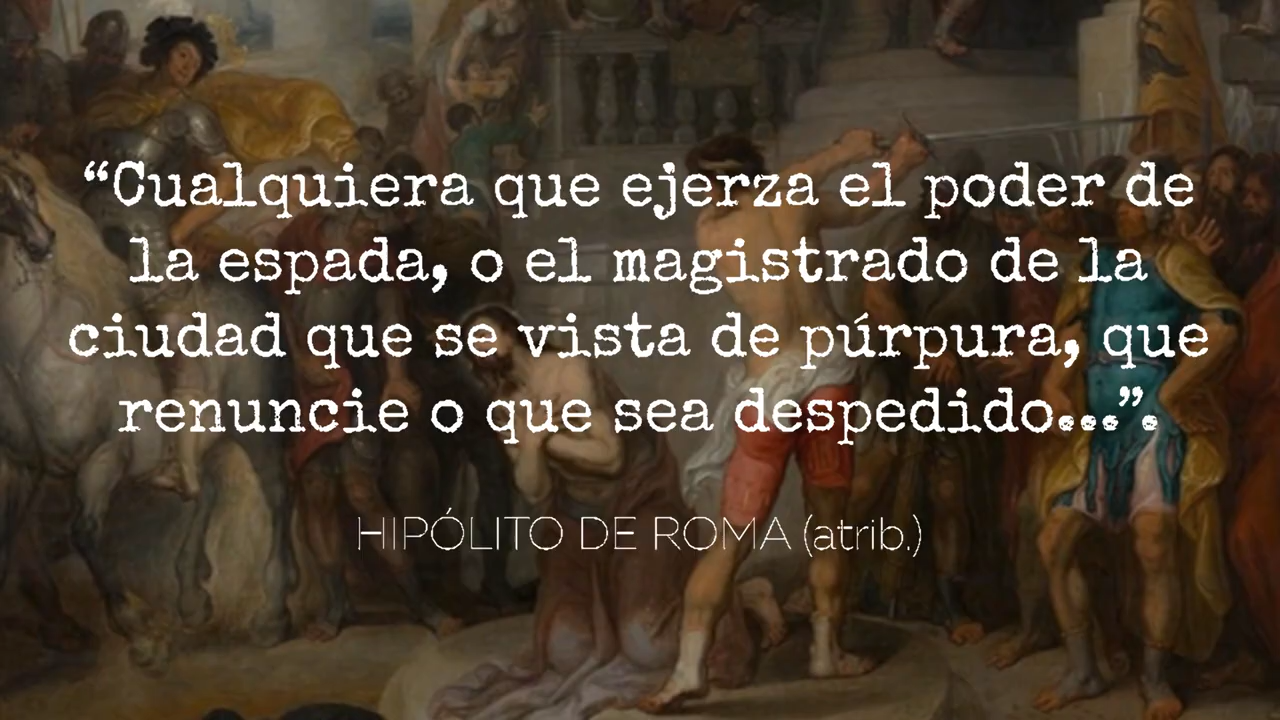 “Cualquiera que ejerza el poder de
la espada, o el magistrado de la
ciudad que se vista de púrpura, que
renuncie o que sea despedido...”.
HIPÓLITO DE ROMA (atrib.)